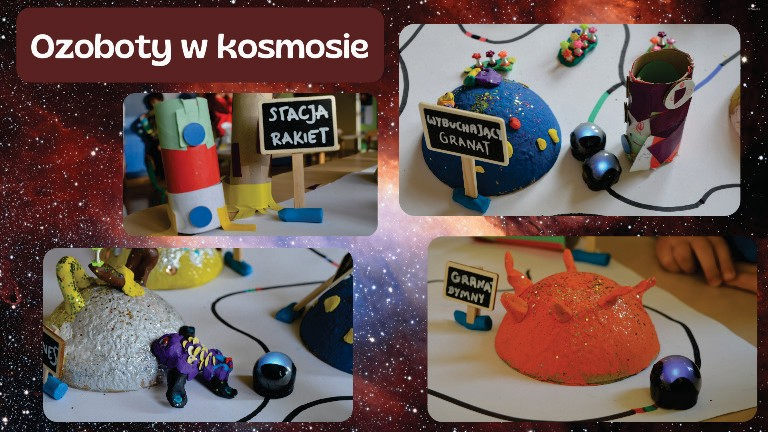 Ozoboty w kosmosie
STACJA
RAKIET
WYBUCHAJĄCY
GRANAT
GRANAT
DYMNY